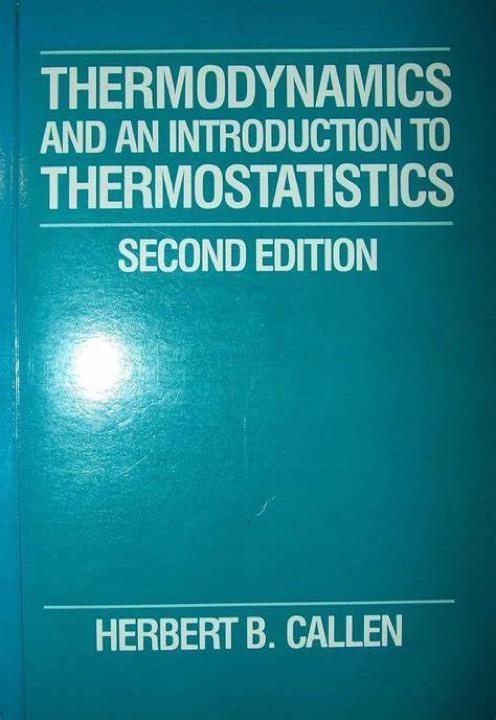 THERMODYNAMICS
AND AN INTRODUCTION TO
THERMOSTATISTICS
SECOND EDITION
HERBERT B. CALLEN